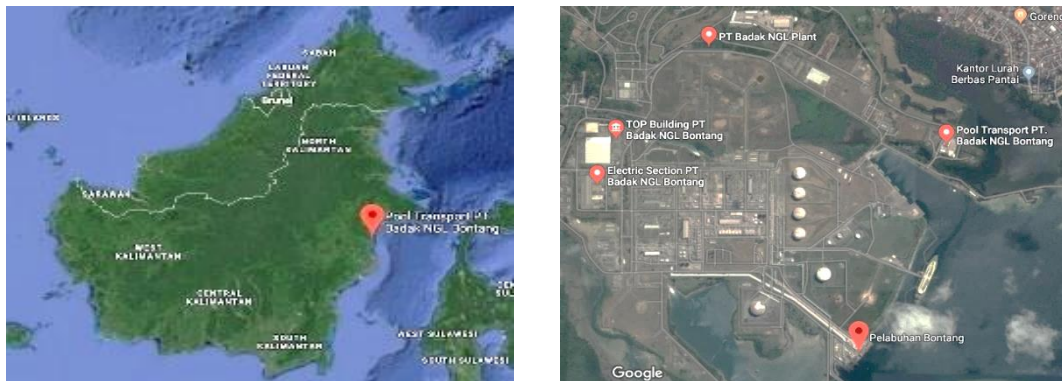 SABAH
LABUAN
FEDERAL
TERRITORY
Brunei
NORTH
KALIMANTAN
SARAWAK
Pool Transport PT.
Badak NGL Bontang
WEST
KALIMANTAN
CENTRAL
KALIMANTAN
SOUTH
KALIMANTAN
WEST SULAWESI
SOUTH SULAWESI
Goreng
PT Badak NGL Plant
Kantor Lurah
Berbas Pantai
TOP Building PT
Badak NGL Bontang
Pool Transport PT.
Badak NGL Bontang
Electric Section PT
Badak NGL Bontang
Pelabuhan Bontang
Google